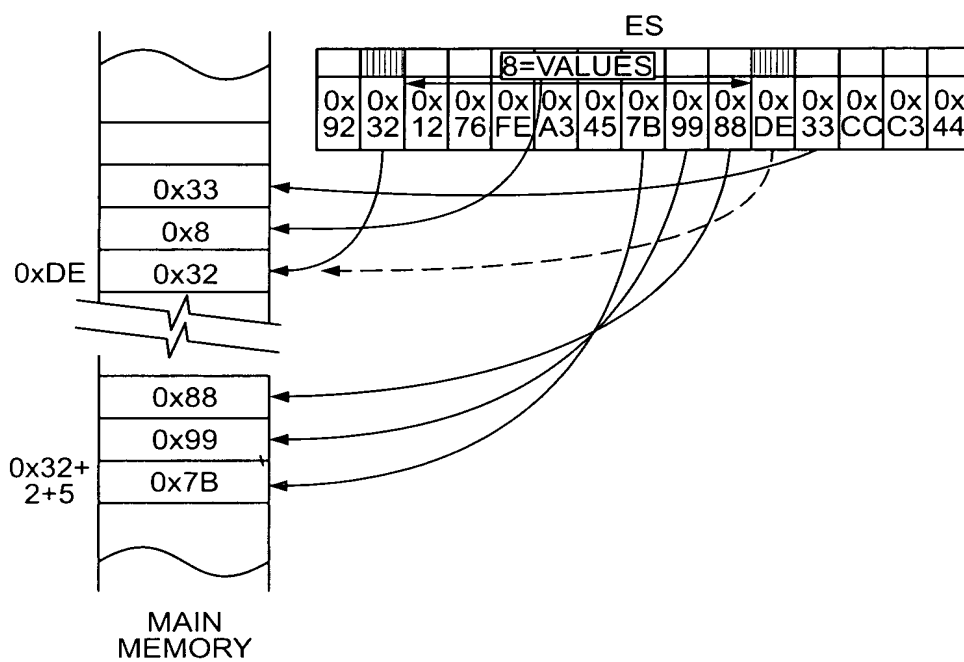 ES
8=VALUES
0x 0x 0x 0x 0x 0x 0x 0x 0x 0x 0x 0x 0x 0x 0x
92 32 12 76 FE A3 45 7B 99 88 DE 33 CC C3 44
0x33
0x8
0xDE 0x32
0x88
0x99
0x32+
2+5
0x7B
MAIN
MEMORY